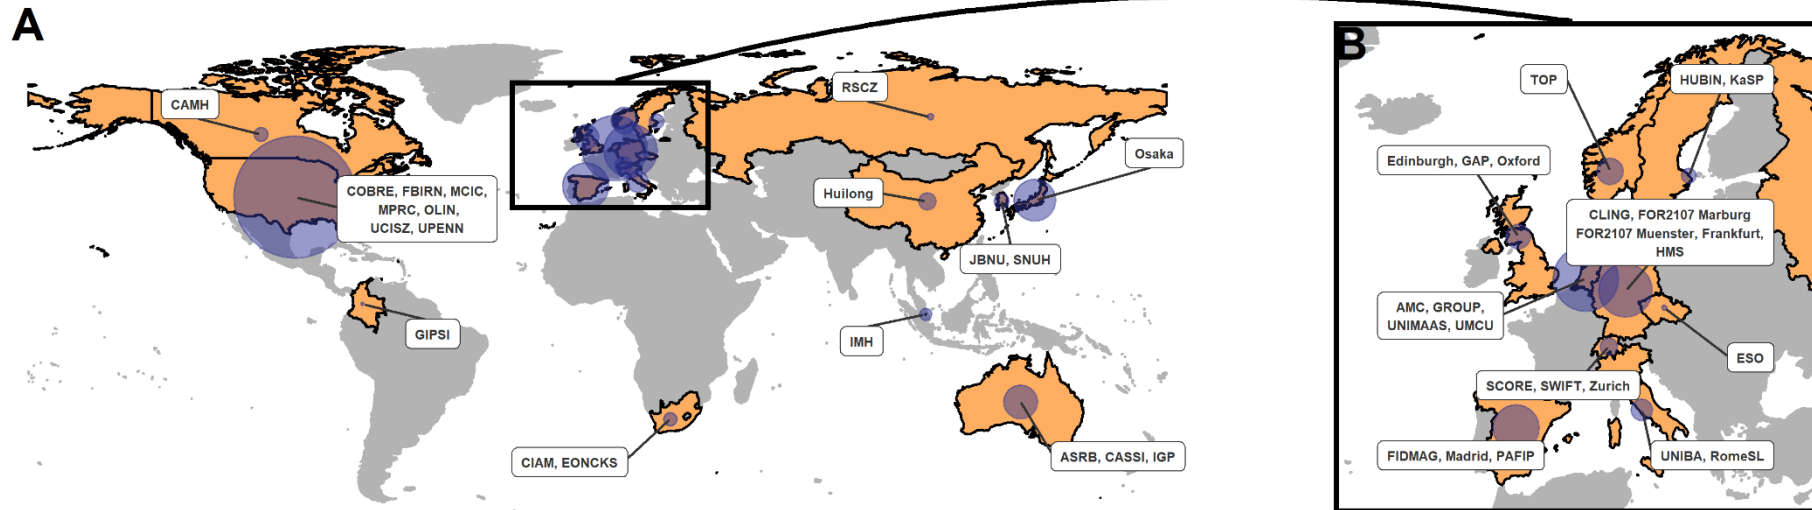 A
CAMH
COBRE, FBIRN, MCIC,
MPRC, OLIN,
UCISZ, UPENN
GIPSI
RSCZ
Osaka
Huilong
JBNU, SNUH
IMH
CIAM, EONCKS
ASRB, CASSI, IGP
B
TOP
HUBIN, KaSP
Edinburgh, GAP, Oxford
CLING, FOR2107 Marburg
FOR2107 Muenster, Frankfurt,
HMS
AMC, GROUP,
UNIMAAS, UMCU
ESO
SCORE, SWIFT, Zurich
FIDMAG, Madrid, PAFIP
UNIBA, RomeSL